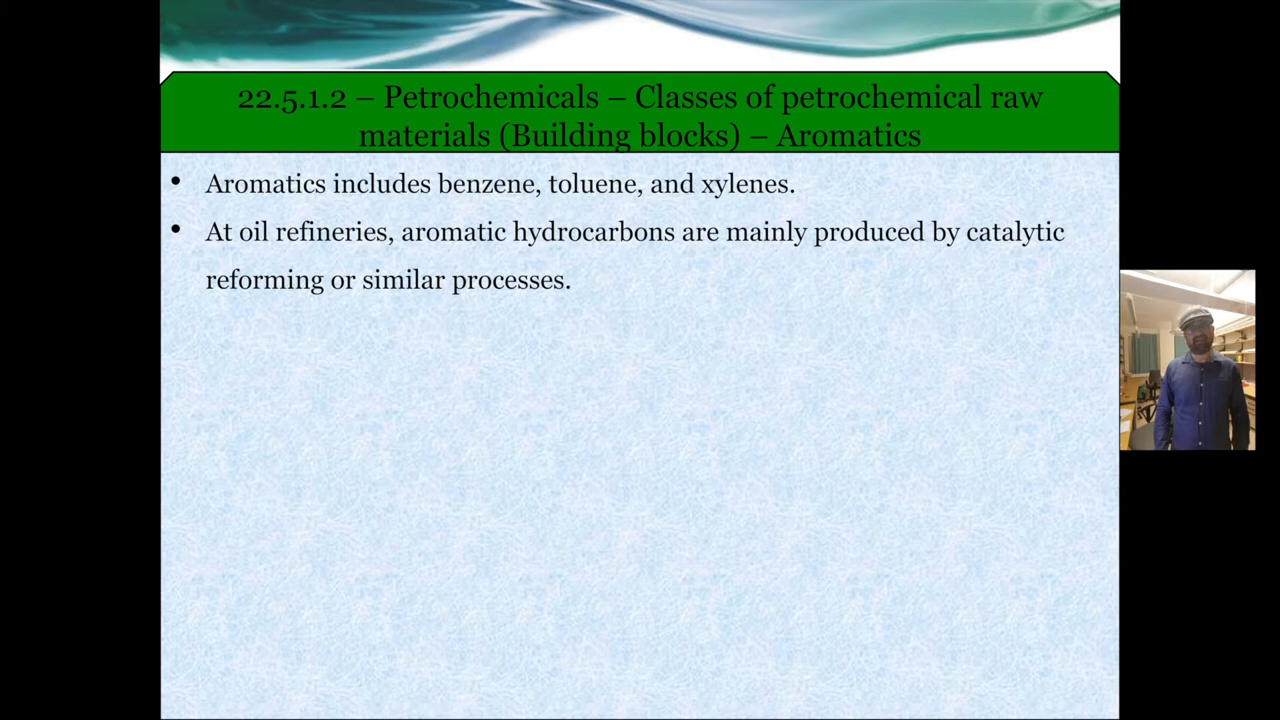 22.5.1.2 – Petrochemicals – Classes of petrochemical raw
materials (Building blocks) – Aromatics
• Aromatics includes benzene, toluene, and xylenes.
• At oil refineries, aromatic hydrocarbons are mainly produced by catalytic
reforming or similar processes.